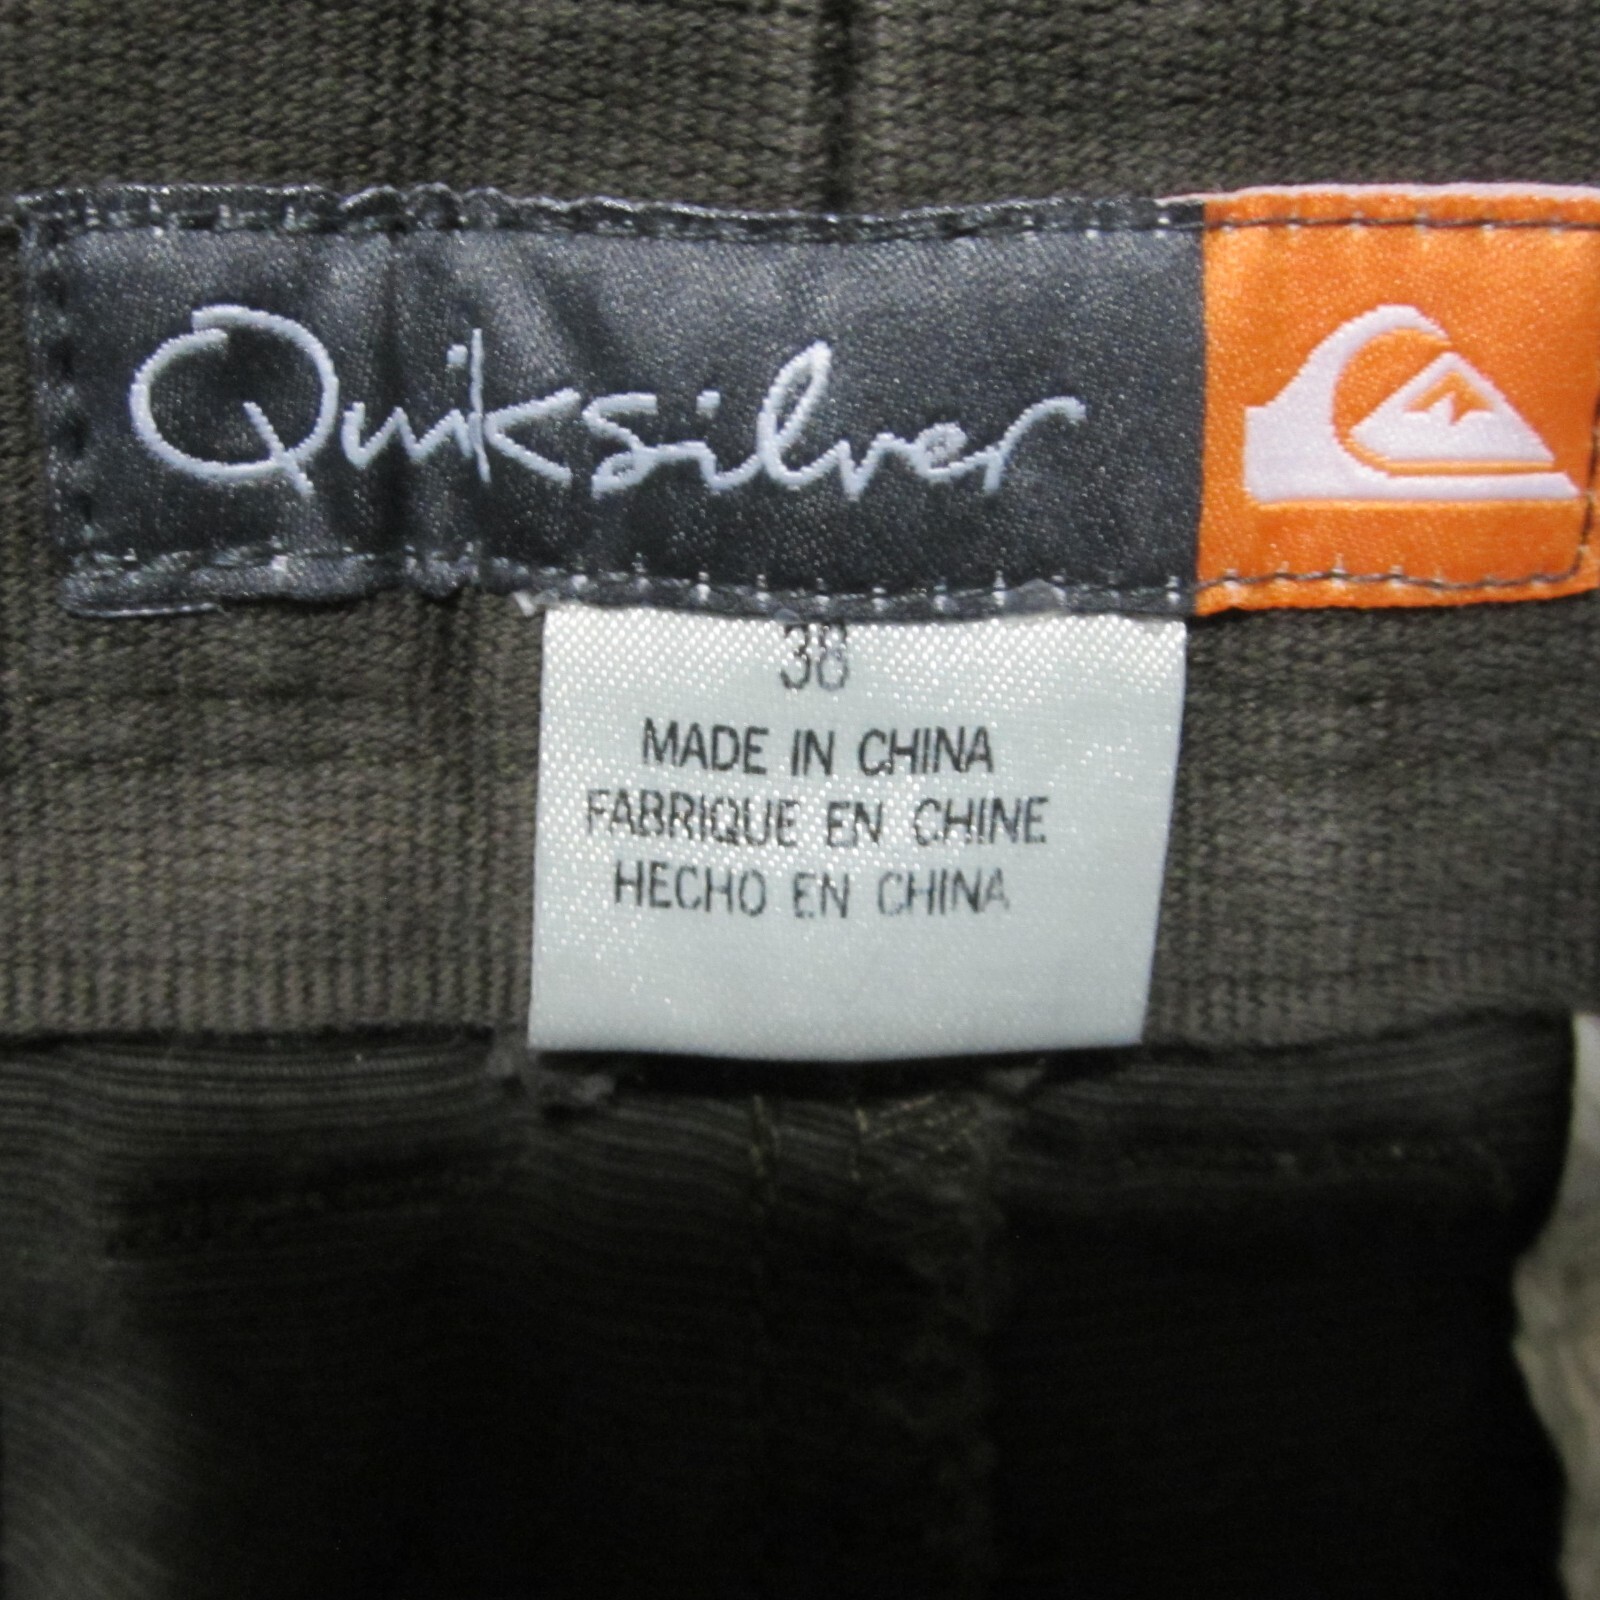 Quiksilver
38
MADE IN CHINA
FABRIQUE EN CHINE
HECHO EN CHINA